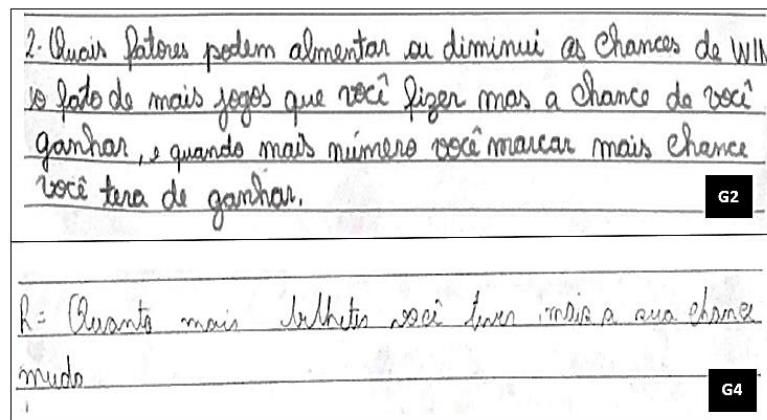 2. Quais fatores podem almentar ou diminui as chances de WIN
o fato de mais jogos que você fizer mas a chance de você
ganhar, e quando mais número você marcar mais chance
você tera de ganhar.
G2
R= Quanto mais bilhetes você tiver mais a sua chance
muda
G4